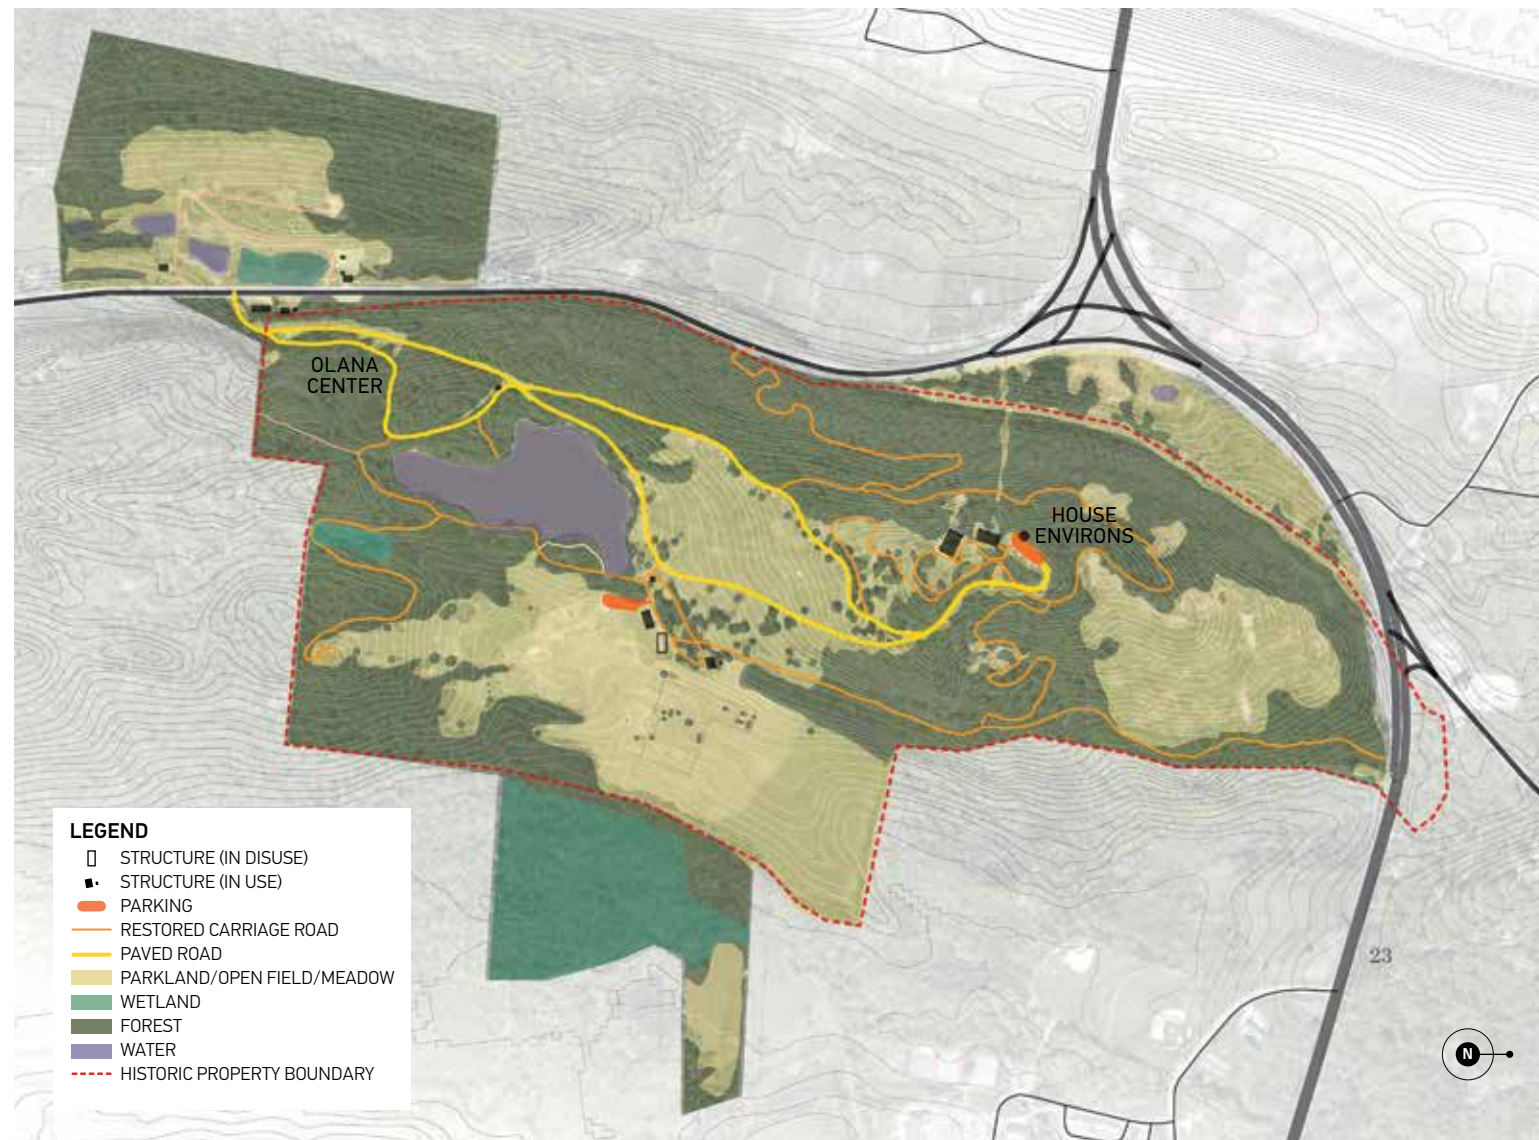 OLANA
CENTER
HOUSE
ENVIRONS
LEGEND
STRUCTURE (IN DISUSE)
STRUCTURE (IN USE)
PARKING
RESTORED CARRIAGE ROAD
PAVED ROAD
PARKLAND/OPEN FIELD/MEADOW
WETLAND
FOREST
WATER
HISTORIC PROPERTY BOUNDARY
23
N